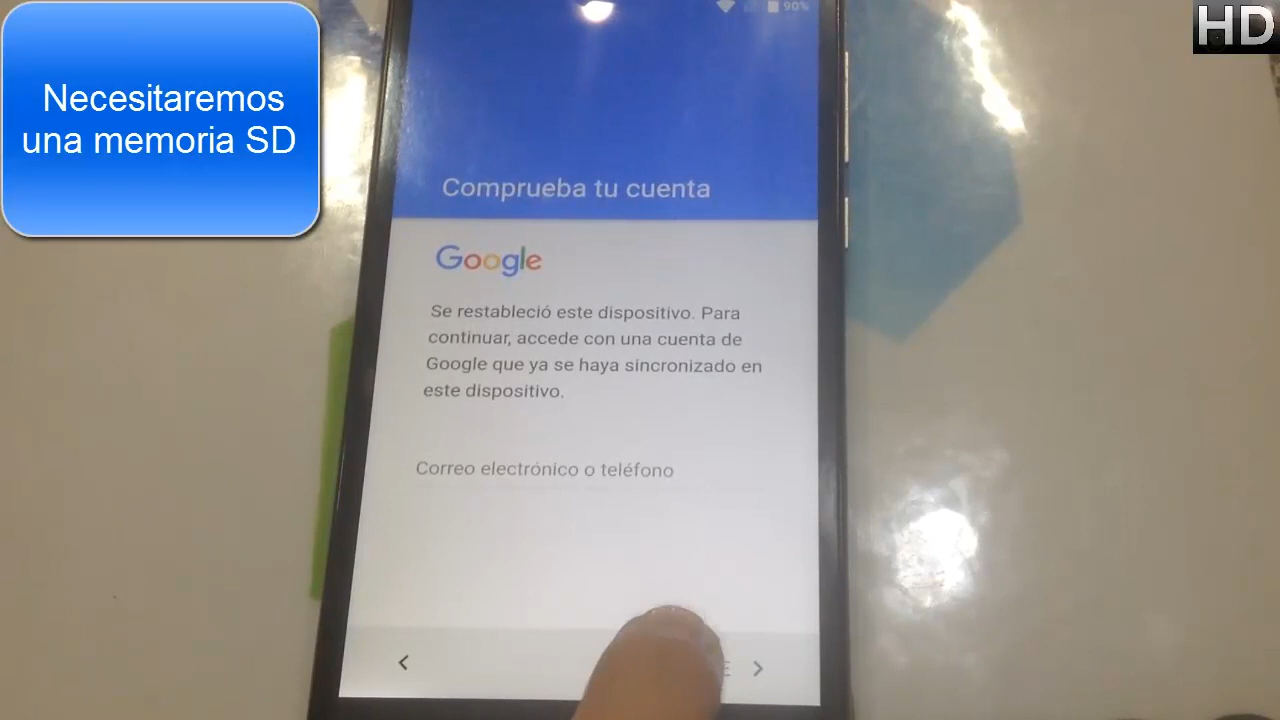 Necesitaremos
una memoria SD
HD
90%
Comprueba tu cuenta
Google
Se restableció este dispositivo. Para
continuar, accede con una cuenta de
Google que ya se haya sincronizado en
este dispositivo.
Correo electrónico o teléfono